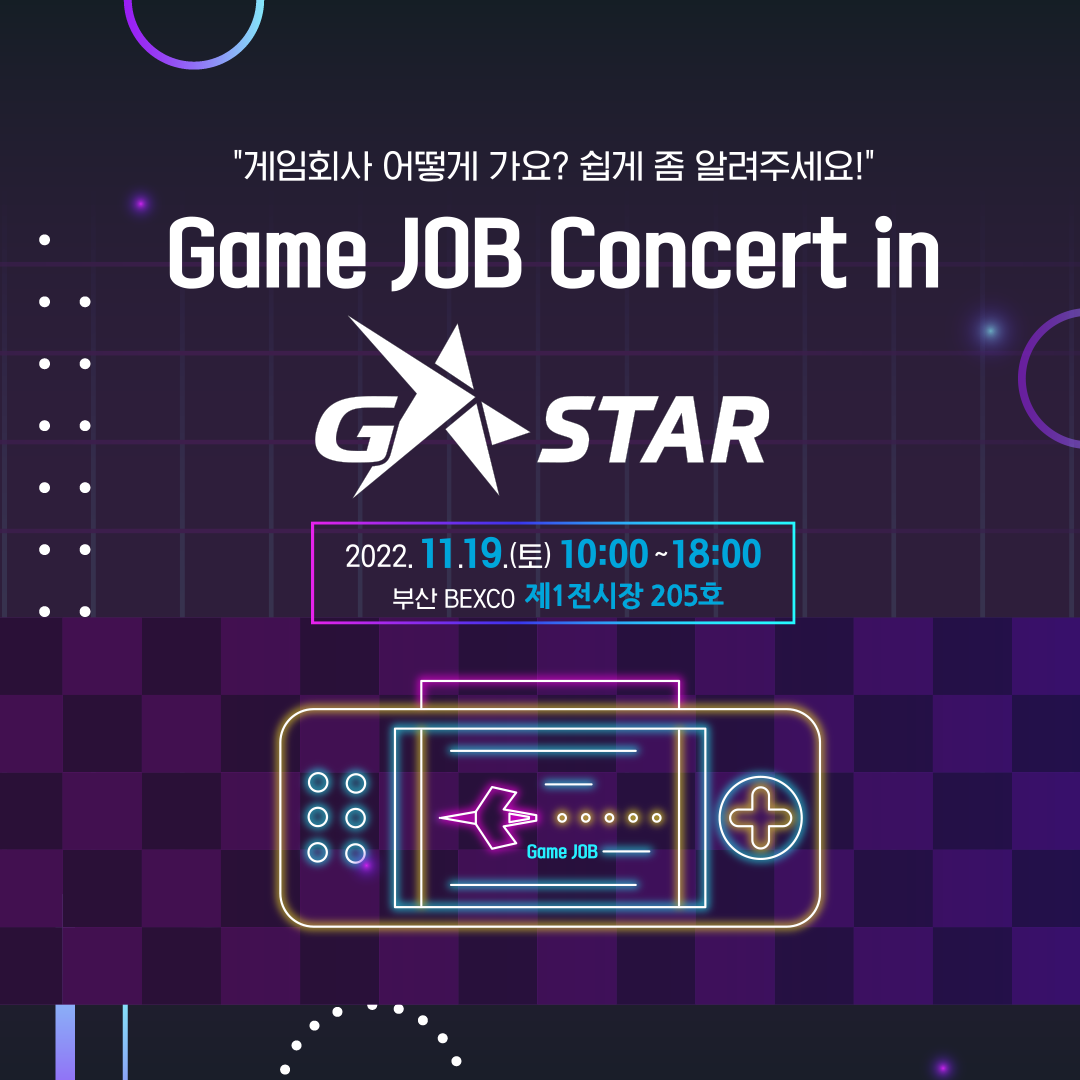 "게임회사 어떻게 가요? 쉽게 좀 알려주세요!"
Game JOB Concert in
G STAR
2022. 11.19.(토) 10:00 ~ 18:00
부산 BEXCO 제1전시장 205호
Game JOB